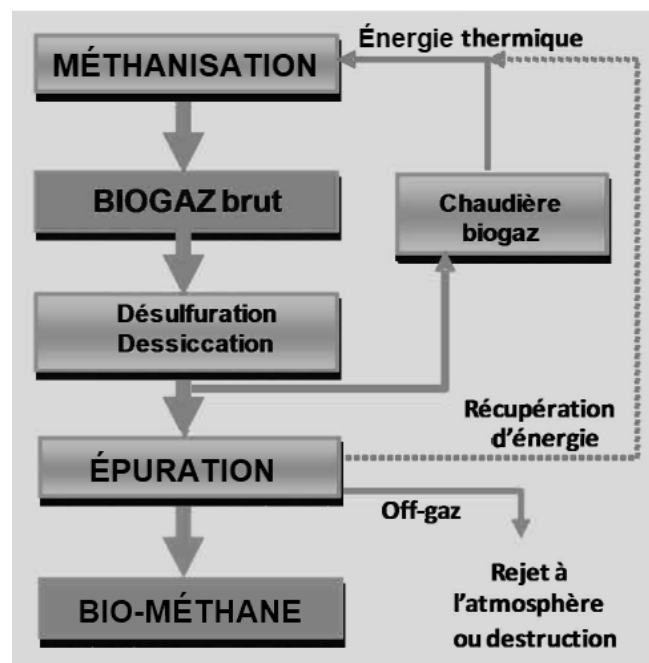 Énergie thermique
MÉTHANISATION
BIOGAZ brut
Chaudière
biogaz
Désulfuration
Dessiccation
Récupération
d'énergie
ÉPURATION
Off-gaz
Rejet à
l'atmosphère
ou destruction
BIO-MÉTHANE